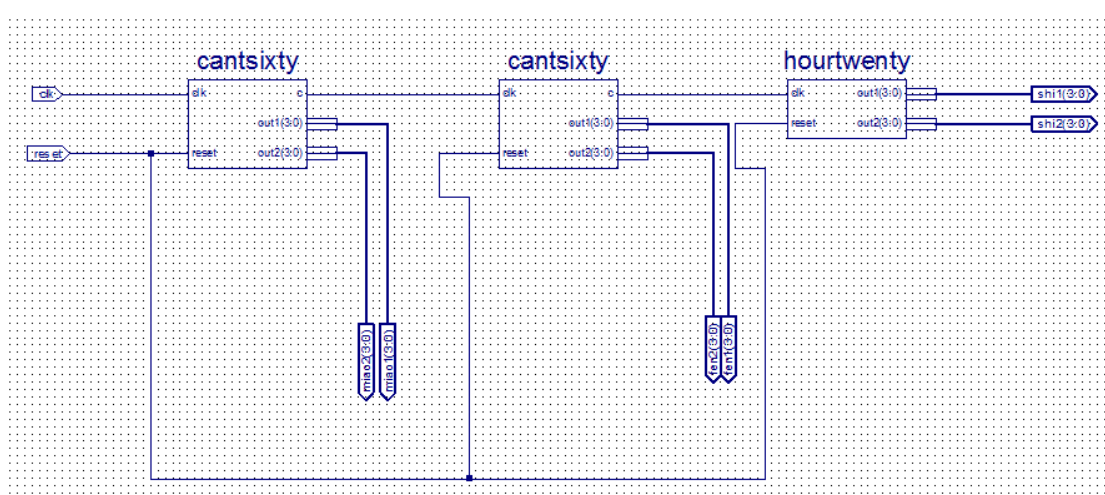 cantsixty
cantsixty
hourtwenty
clk
clk
c
out1(3:0)
out2(3:0)
reset
reset
clk
c
out1(3:0)
out2(3:0)
reset
clk
out1(3:0)
out2(3:0)
reset
shi1(3:0)
shi2(3:0)
miao2(3:0)
miao1(3:0)
fen2(3:0)
fen1(3:0)